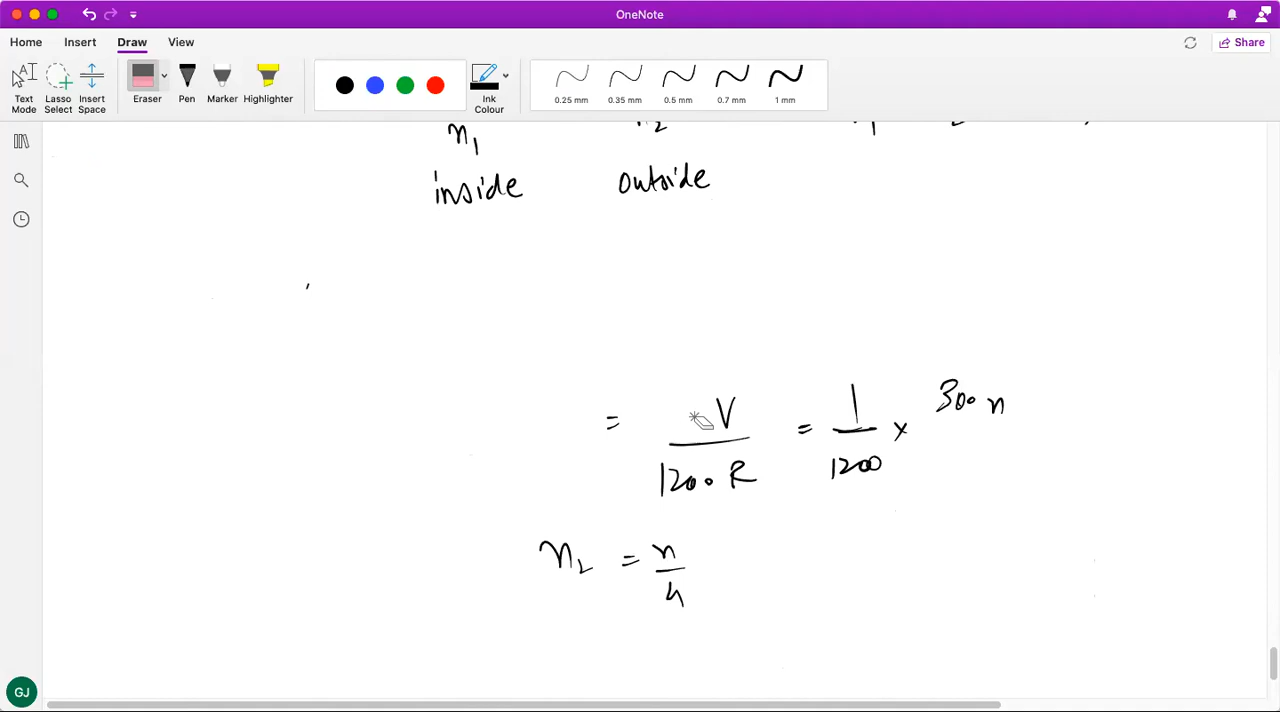 OneNote
Home Insert Draw View
Share
Text Mode
Lasso Select
Insert Space
Eraser
Pen
Marker
Highlighter
Ink Colour
0.25 mm
0.35 mm
0.5 mm
0.7 mm
1 mm
n₁
inside
outside
= V / 1200 R = 1 / 1200 × 300 n
n₂ = n / 4
GJ